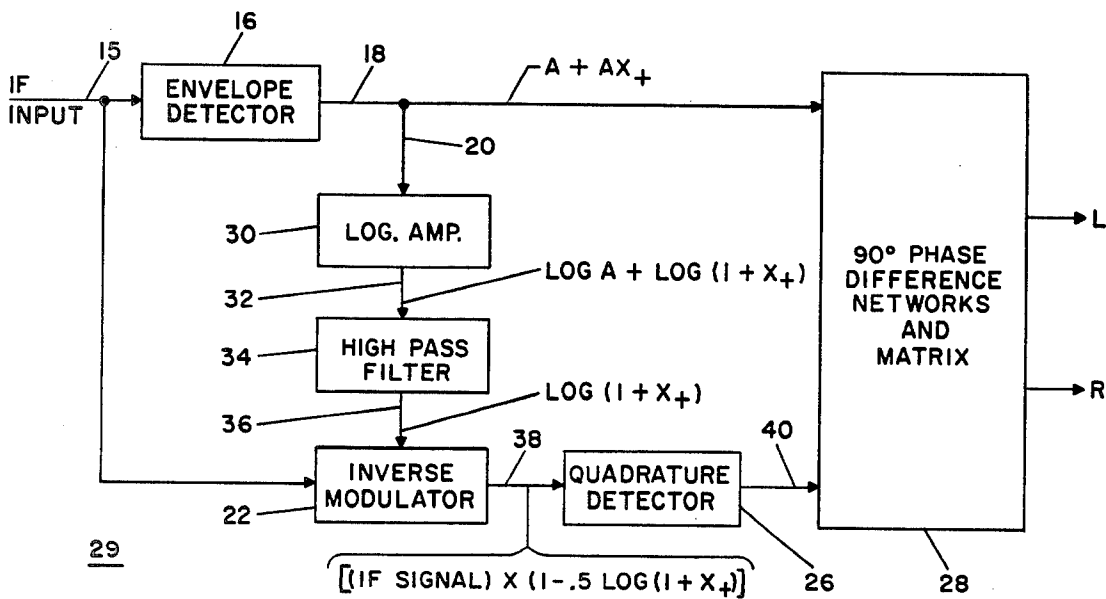 16
15
18
A + AX+
IF
INPUT
ENVELOPE
DETECTOR
20
30
LOG. AMP.
L
LOG A + LOG (1 + X+)
32
90° PHASE
DIFFERENCE
NETWORKS
AND
MATRIX
34
HIGH PASS
FILTER
R
LOG (1 + X+)
36
38
40
INVERSE
MODULATOR
QUADRATURE
DETECTOR
22
29
[(IF SIGNAL) X (1-.5 LOG(1 + X+)]
26
28